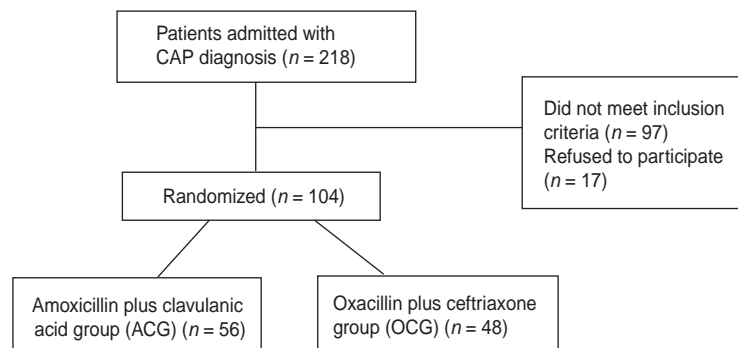 Patients admitted with
CAP diagnosis (n = 218)
Did not meet inclusion
criteria (n = 97)
Refused to participate
(n = 17)
Randomized (n = 104)
Amoxicillin plus clavulanic
acid group (ACG) (n = 56)
Oxacillin plus ceftriaxone
group (OCG) (n = 48)